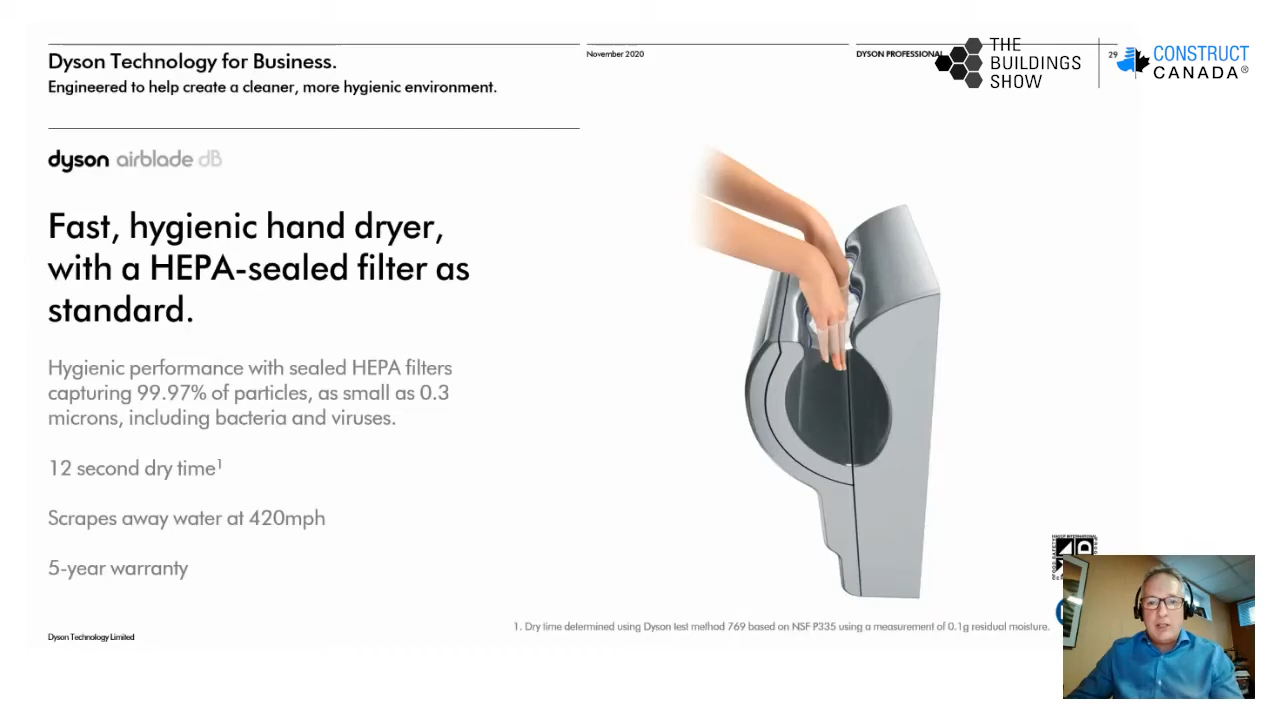 Dyson Technology for Business.
Engineered to help create a cleaner, more hygienic environment.
November 2020
DYSON PROFESSIONAL
29
THE
BUILDINGS
SHOW
CONSTRUCT
CANADA®
dyson airblade dB
Fast, hygienic hand dryer,
with a HEPA-sealed filter as
standard.
Hygienic performance with sealed HEPA filters
capturing 99.97% of particles, as small as 0.3
microns, including bacteria and viruses.
12 second dry time¹
Scrapes away water at 420mph
5-year warranty
1. Dry time determined using Dyson test method 769 based on NSF P335 using a measurement of 0.1g residual moisture.
Dyson Technology Limited